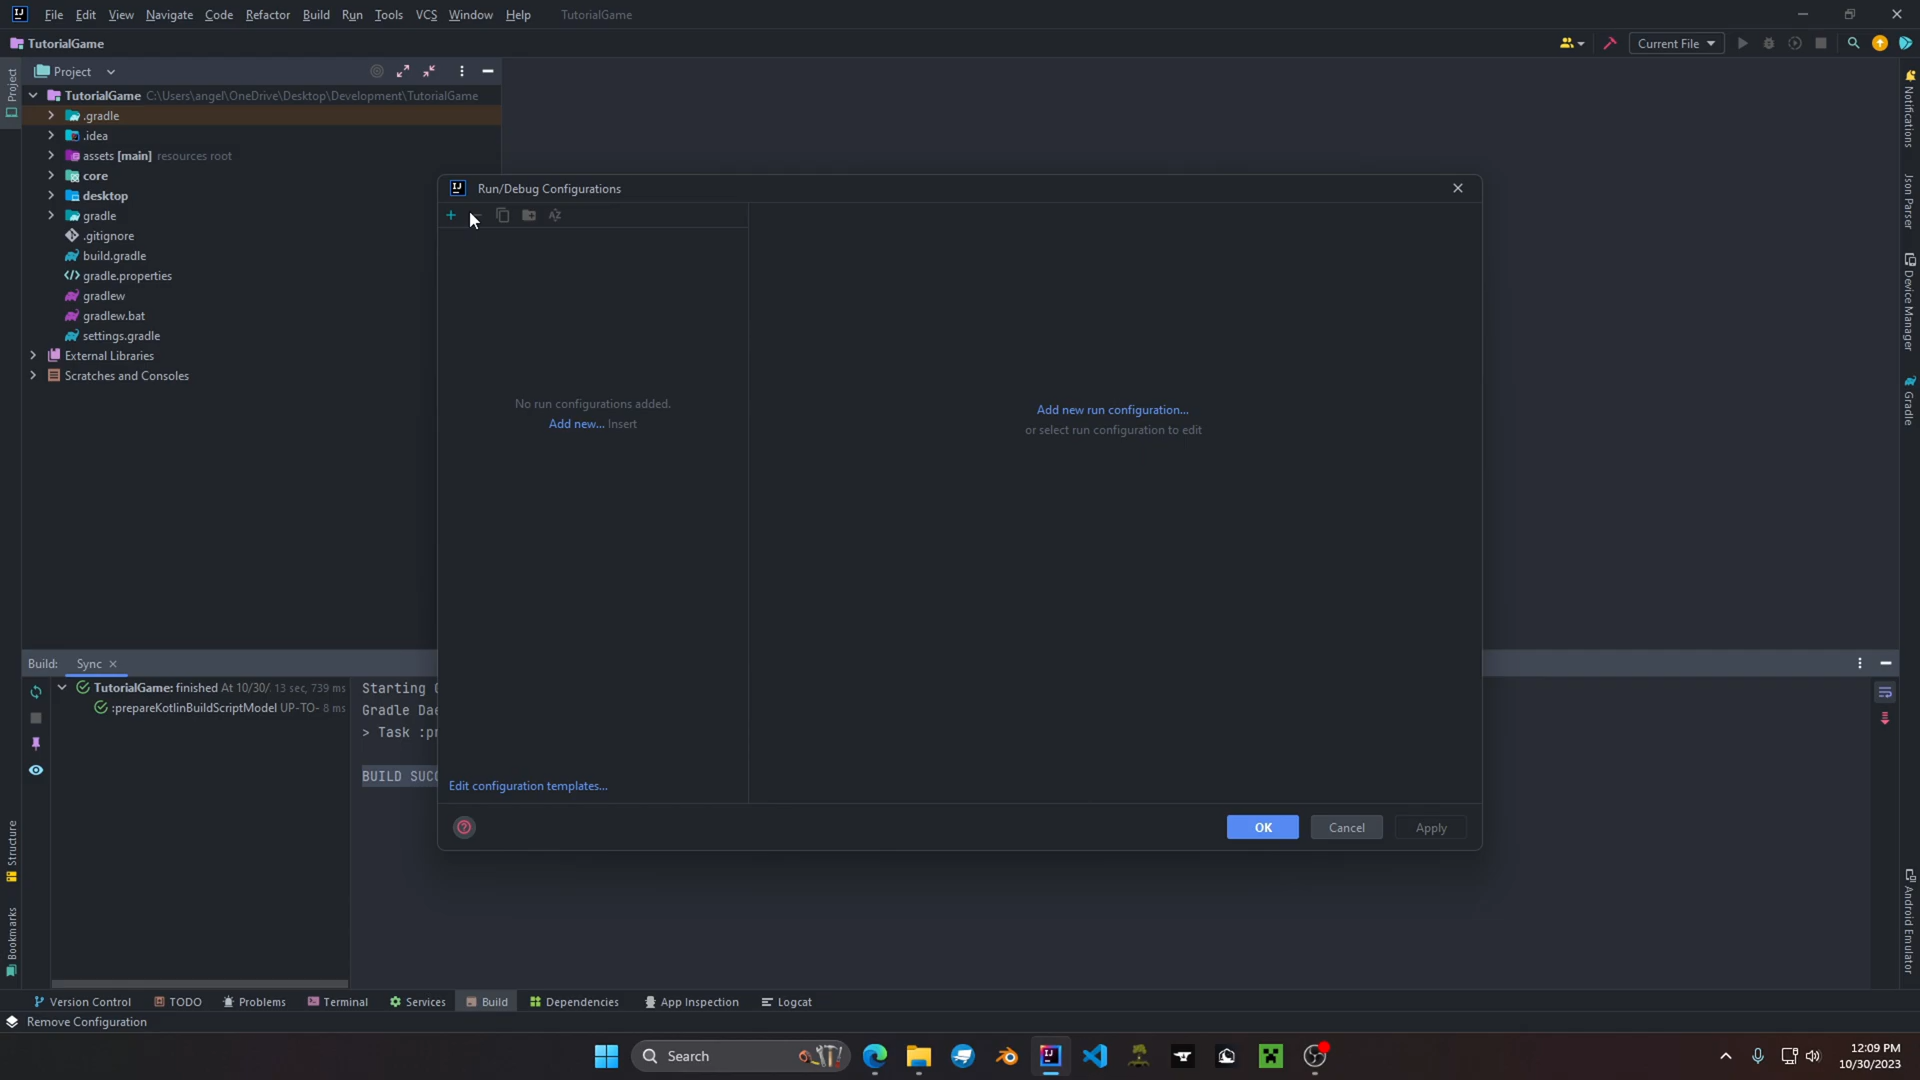 File Edit View Navigate Code Refactor Build Run Tools VCS Window Help TutorialGame
TutorialGame
Current File
Project
TutorialGame C:\Users\angel\OneDrive\Desktop\Development\TutorialGame
.gradle
.idea
assets [main] resources root
core
desktop
gradle
.gitignore
build.gradle
gradle.properties
gradlew
gradlew.bat
settings.gradle
External Libraries
Scratches and Consoles
Project
Structure
Bookmarks
Run/Debug Configurations
No run configurations added.
Add new... Insert
Edit configuration templates...
Add new run configuration...
or select run configuration to edit
OK Cancel Apply
Notifications
Json Parser
Device Manager
Gradle
Android Emulator
Build: Sync
TutorialGame: finished At 10/30/ 13 sec, 739 ms
:prepareKotlinBuildScriptModel UP-TO- 8 ms
Starting
Gradle Dae
> Task :pr
BUILD SUCC
Version Control TODO Problems Terminal Services Build Dependencies App Inspection Logcat
Remove Configuration
Search
12:09 PM
10/30/2023